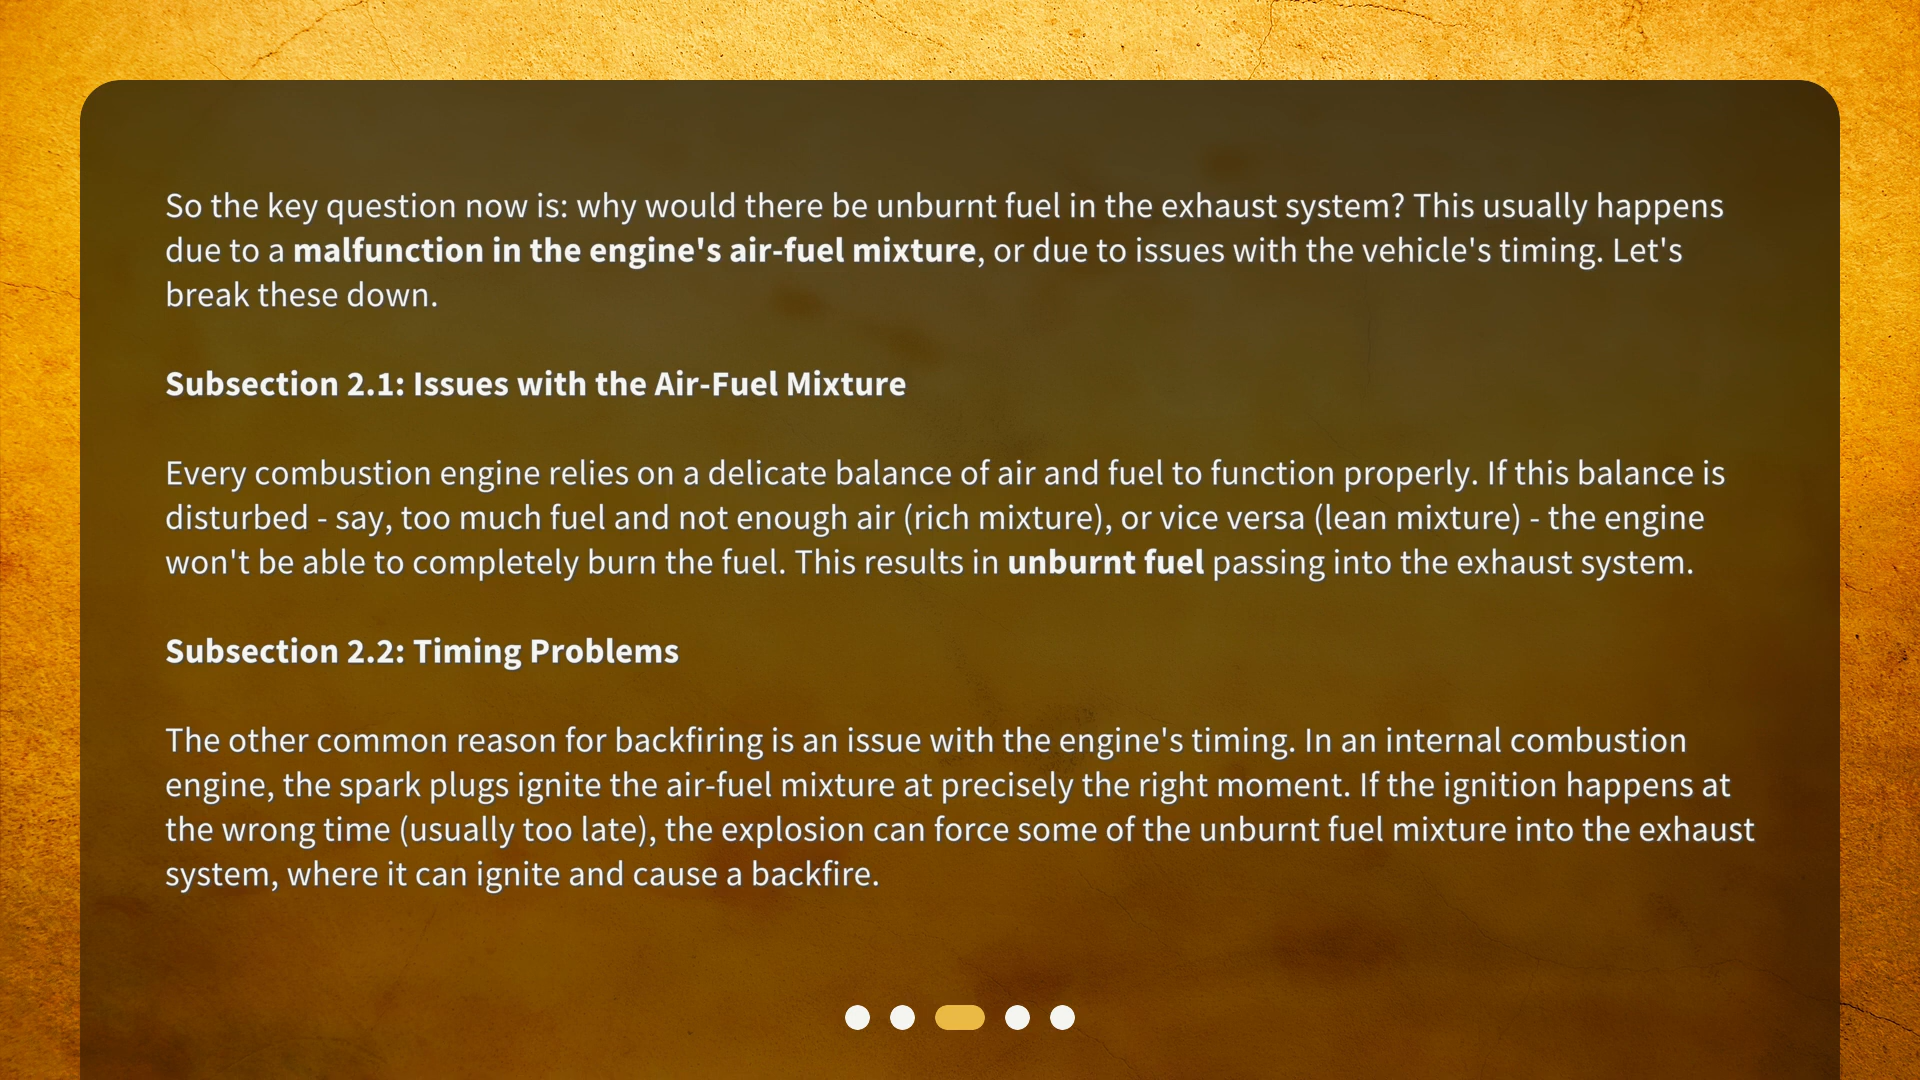 So the key question now is: why would there be unburnt fuel in the exhaust system? This usually happens
due to a malfunction in the engine's air-fuel mixture, or due to issues with the vehicle's timing. Let's
break these down.
Subsection 2.1: Issues with the Air-Fuel Mixture
Every combustion engine relies on a delicate balance of air and fuel to function properly. If this balance is
disturbed - say, too much fuel and not enough air (rich mixture), or vice versa (lean mixture) - the engine
won't be able to completely burn the fuel. This results in unburnt fuel passing into the exhaust system.
Subsection 2.2: Timing Problems
The other common reason for backfiring is an issue with the engine's timing. In an internal combustion
engine, the spark plugs ignite the air-fuel mixture at precisely the right moment. If the ignition happens at
the wrong time (usually too late), the explosion can force some of the unburnt fuel mixture into the exhaust
system, where it can ignite and cause a backfire.